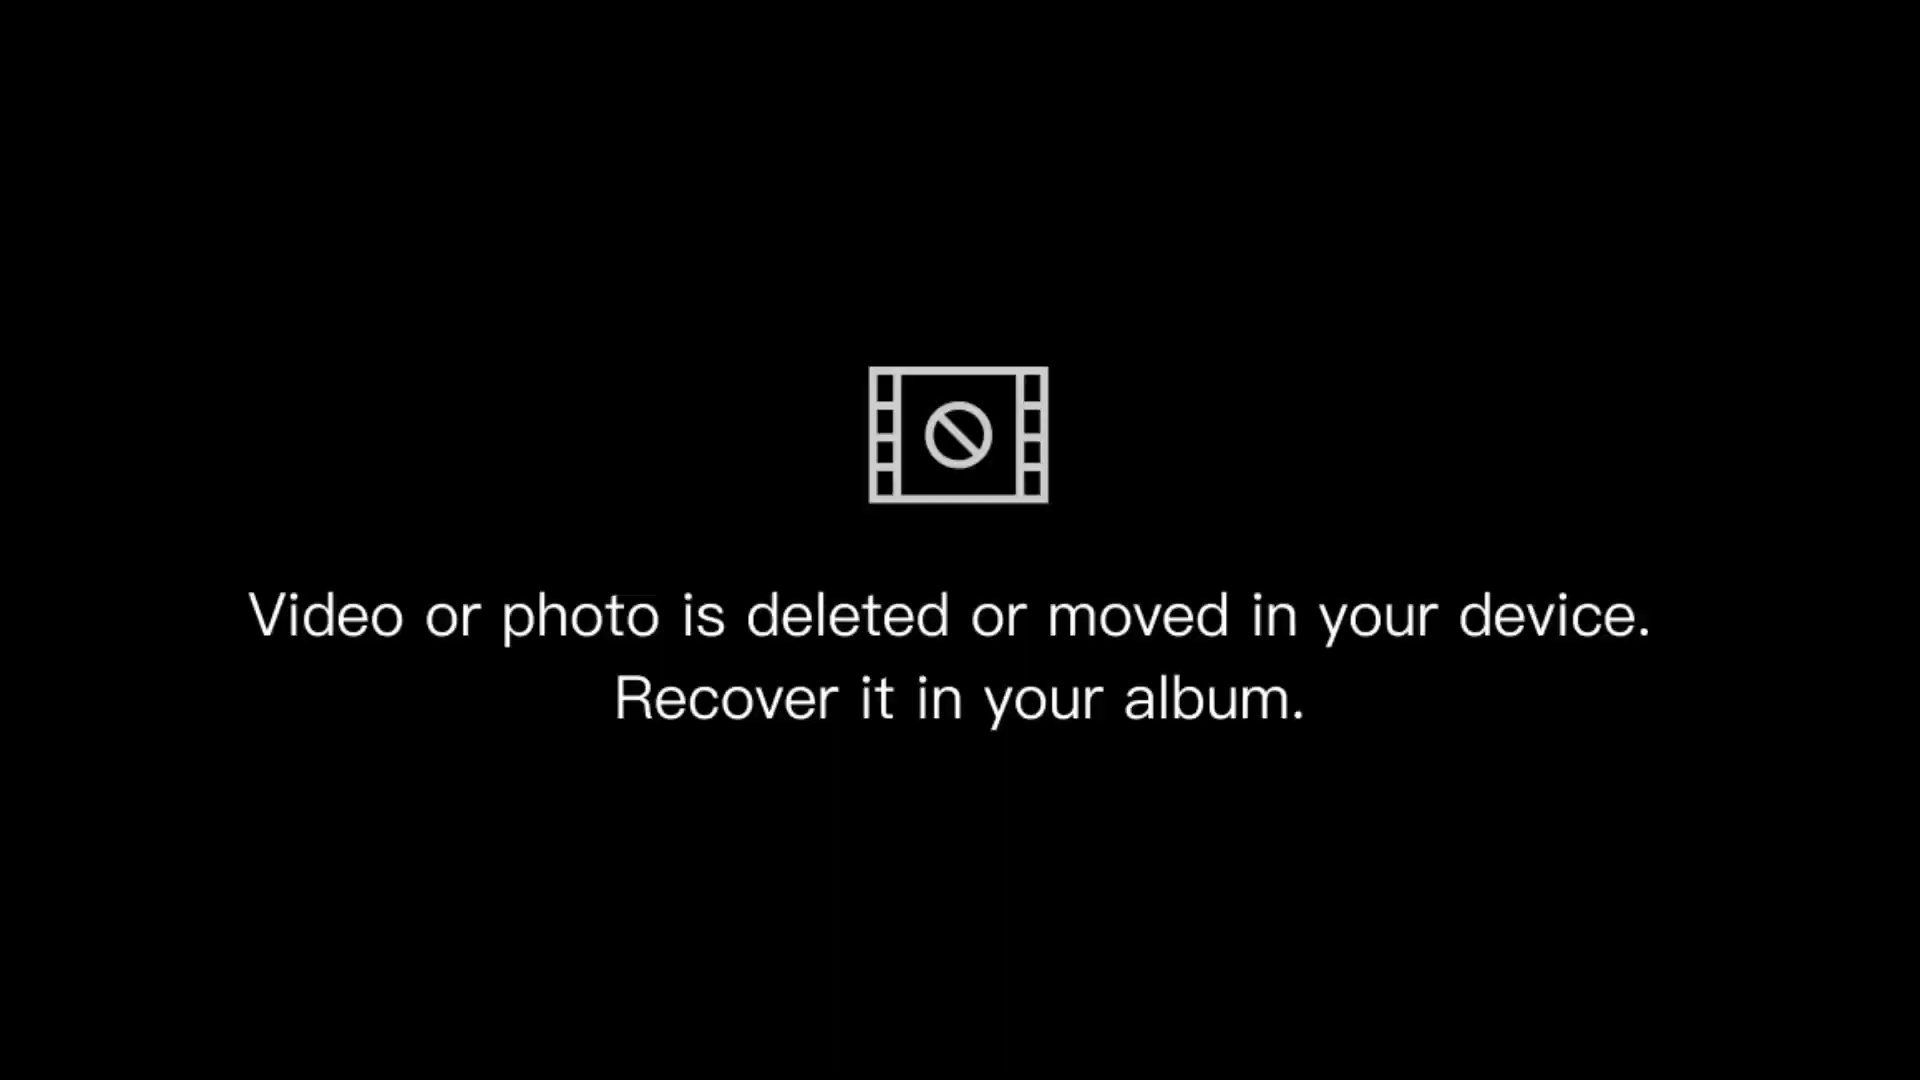 Video or photo is deleted or moved in your device.
Recover it in your album.